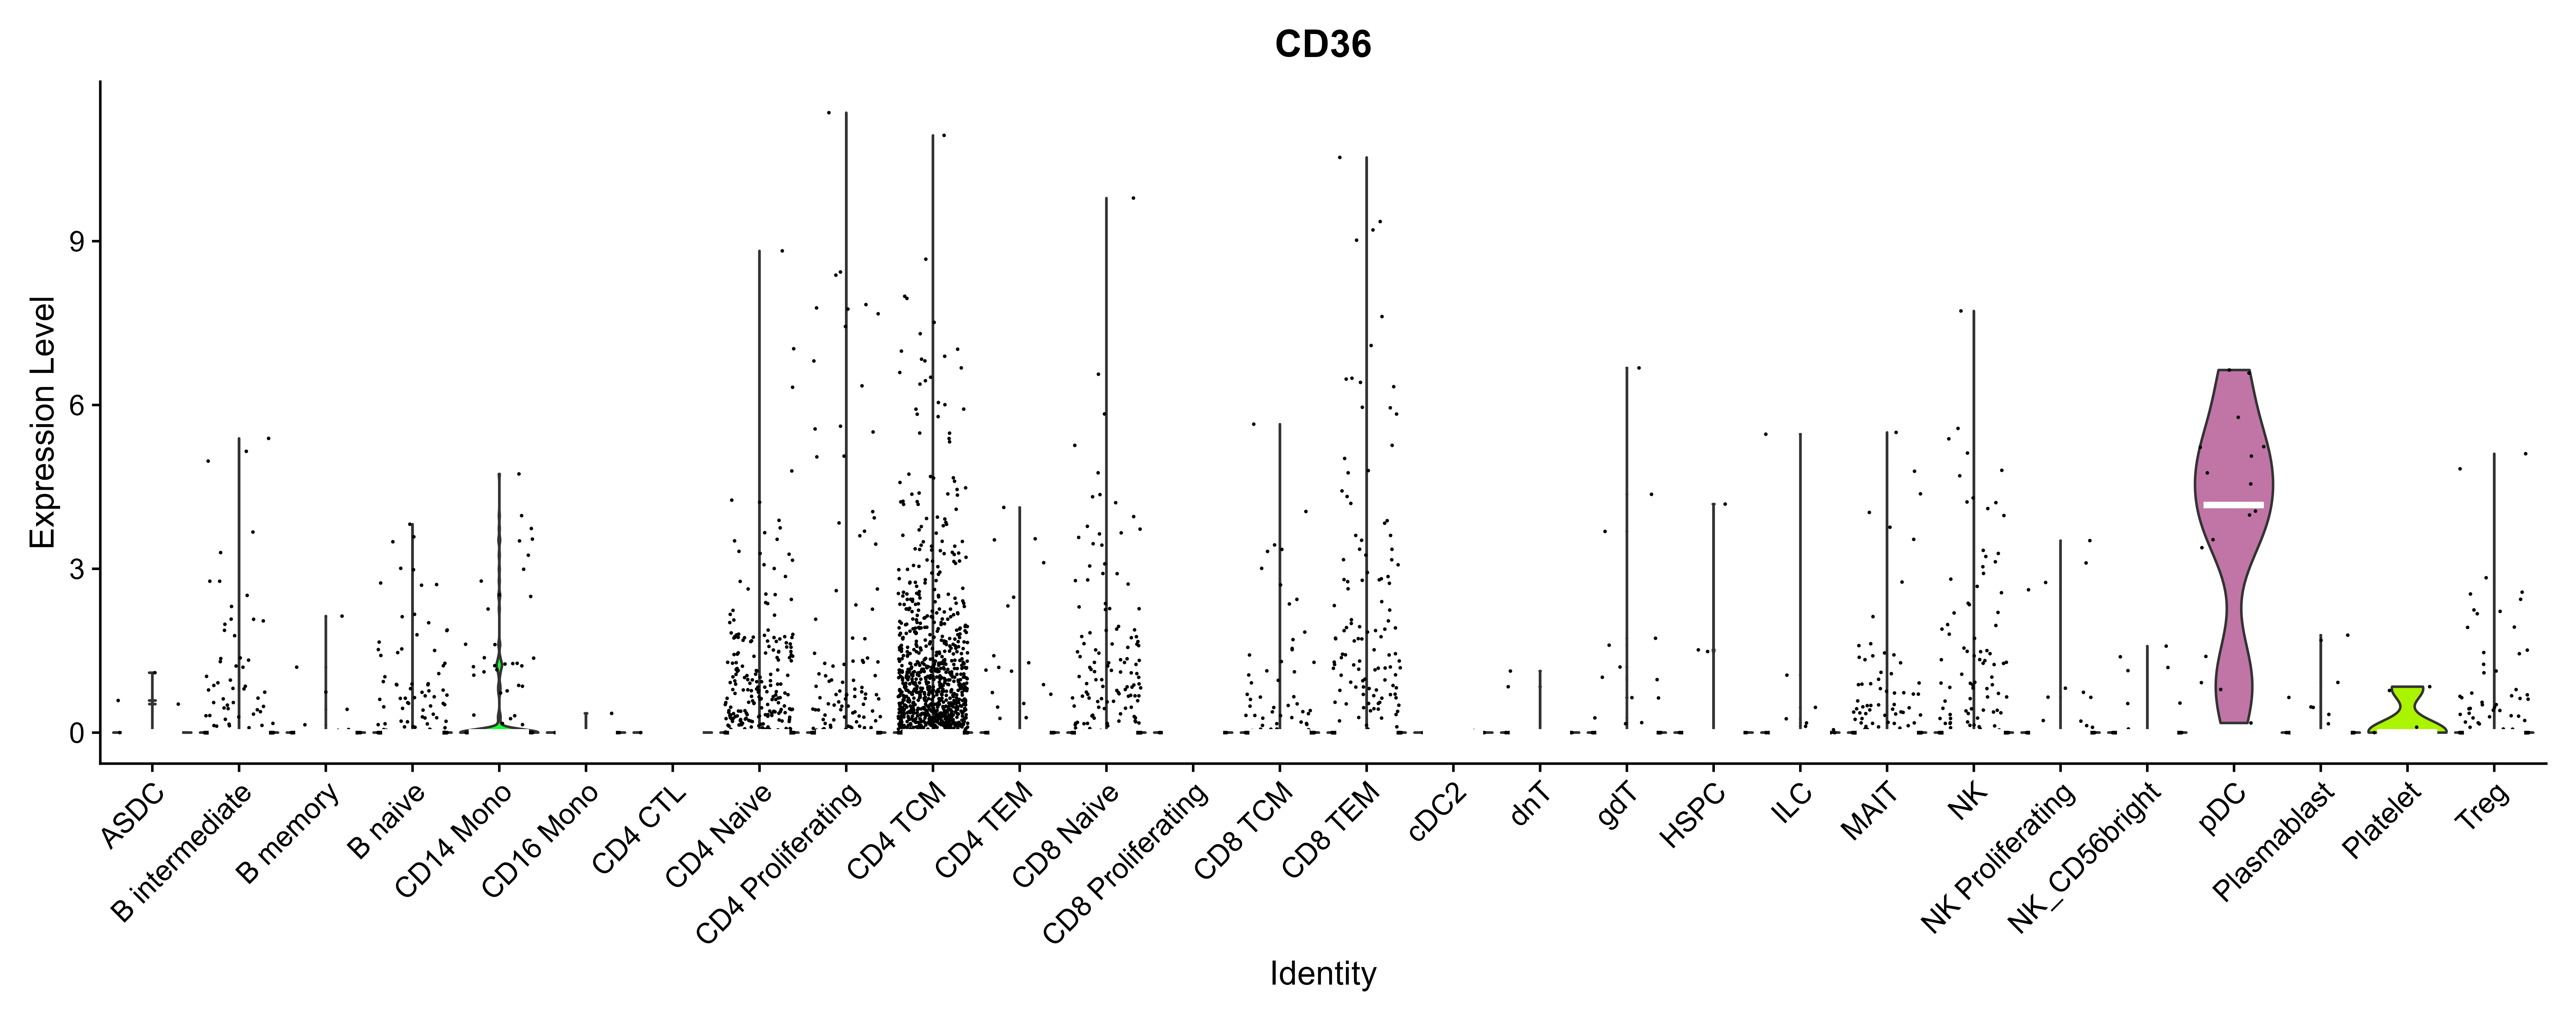 CD36
Expression Level
9
6
3
0
ASDC
B intermediate
B memory
B naive
CD14 Mono
CD16 Mono
CD4 CTL
CD4 Naive
CD4 Proliferating
CD4 TCM
CD4 TEM
CD8 Naive
CD8 Proliferating
CD8 TCM
CD8 TEM
cDC2
dnT
gdT
HSPC
ILC
MAIT
NK
NK Proliferating
NK_CD56bright
pDC
Plasmablast
Platelet
Treg
Identity